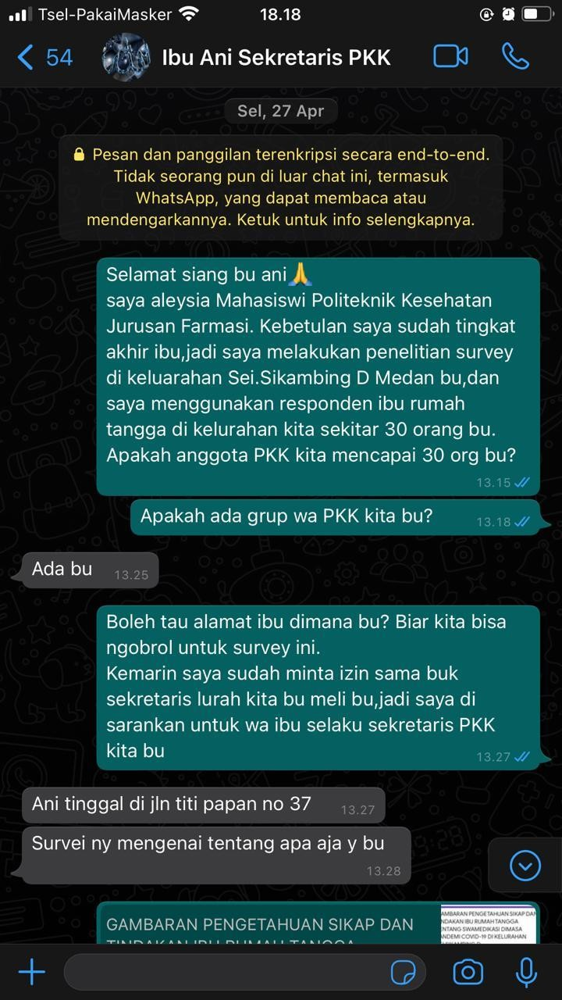 Tsel-PakaiMasker
18.18
54
Ibu Ani Sekretaris PKK
Sel, 27 Apr
Pesan dan panggilan terenkripsi secara end-to-end.
Tidak seorang pun di luar chat ini, termasuk
WhatsApp, yang dapat membaca atau
mendengarkannya. Ketuk untuk info selengkapnya.
Selamat siang bu ani🙏
saya aleysia Mahasiswi Politeknik Kesehatan
Jurusan Farmasi. Kebetulan saya sudah tingkat
akhir ibu,jadi saya melakukan penelitian survey
di keluarahan Sei.Sikambing D Medan bu,dan
saya menggunakan responden ibu rumah
tangga di kelurahan kita sekitar 30 orang bu.
Apakah anggota PKK kita mencapai 30 org bu?
13.15
Apakah ada grup wa PKK kita bu?
13.18
Ada bu
13.25
Boleh tau alamat ibu dimana bu? Biar kita bisa
ngobrol untuk survey ini.
Kemarin saya sudah minta izin sama buk
sekretaris lurah kita bu meli bu,jadi saya di
sarankan untuk wa ibu selaku sekretaris PKK
kita bu
13.27
Ani tinggal di jln titi papan no 37
13.27
Survei ny mengenai tentang apa aja y bu
13.28
GAMBARAN PENGETAHUAN SIKAP DAN
TINDAKAN IBU RUMAH TANGGA
AMBARAN PENGETAHUAN SIKAP DAN
NDAKAN IBU RUMAH TANGGA
NTANG SWAMEDIKASI DIMASA
NDEMI COVID-19 DI KELURAHAN